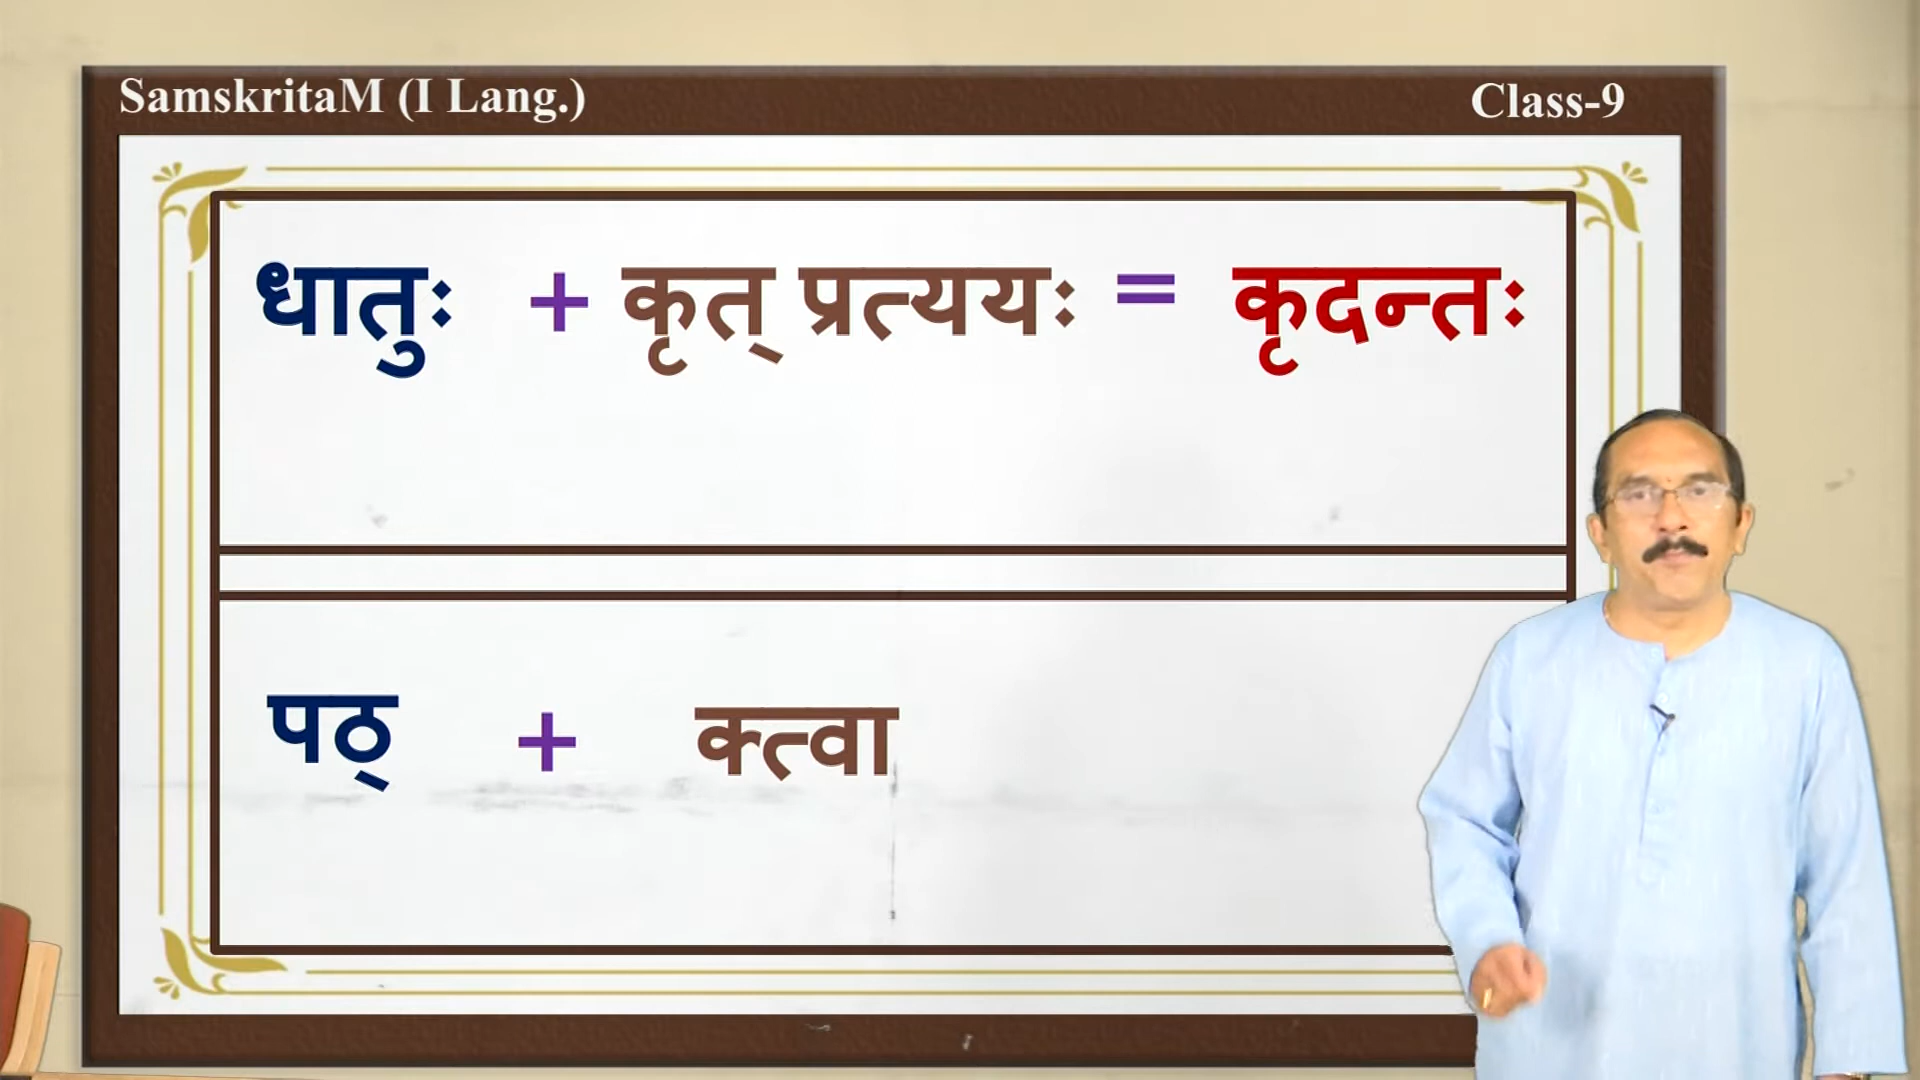 SamskritaM (I Lang.) Class-9
धातुः + कृत् प्रत्ययः = कृदन्तः
पठ् + क्त्वा